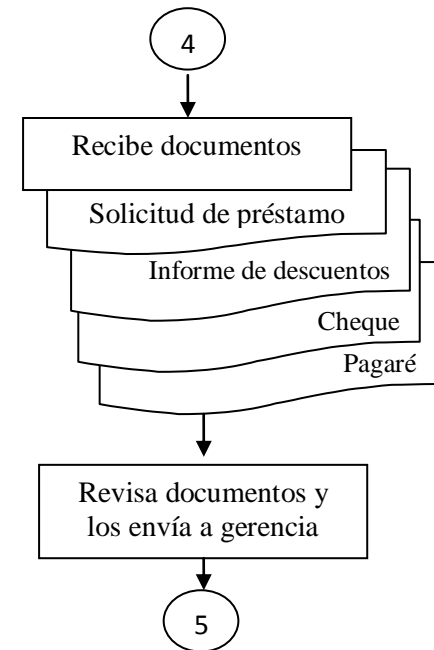 4
Recibe documentos
Solicitud de préstamo
Informe de descuentos
Cheque
Pagaré
Revisa documentos y
los envía a gerencia
5